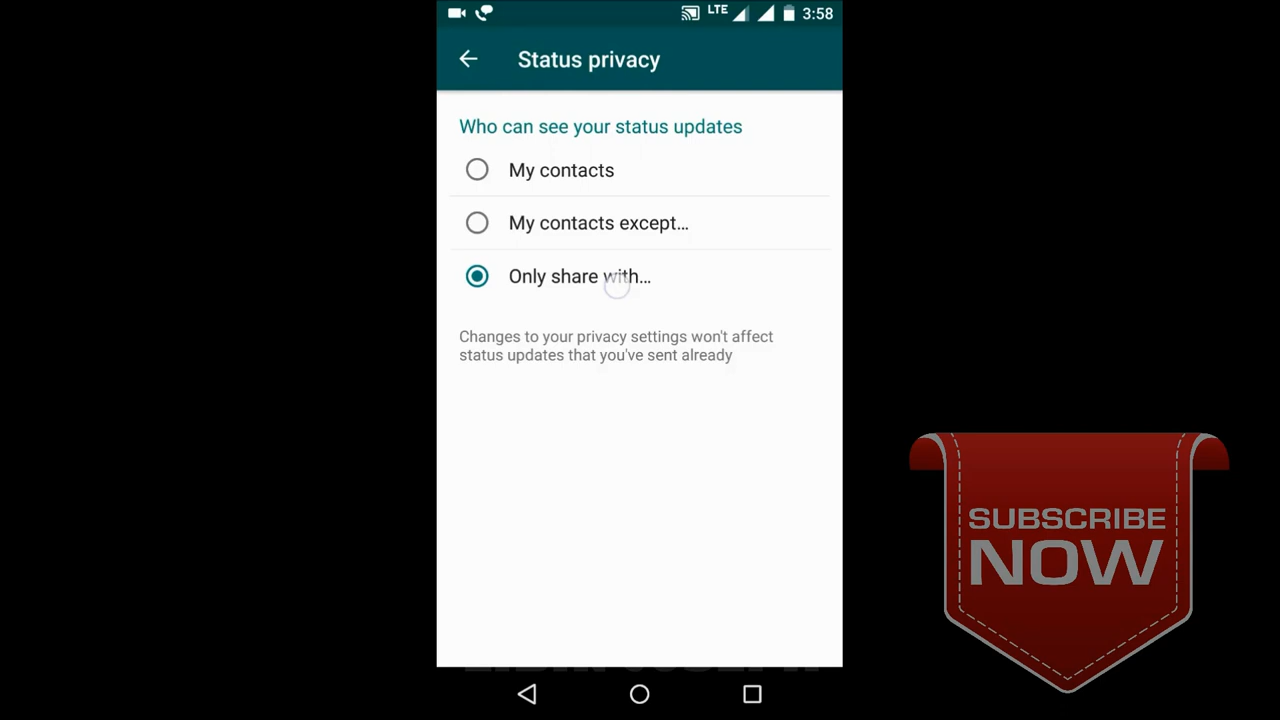 LTE 3:58
Status privacy
Who can see your status updates
My contacts
My contacts except...
Only share with...
Changes to your privacy settings won't affect
status updates that you've sent already
SUBSCRIBE
NOW